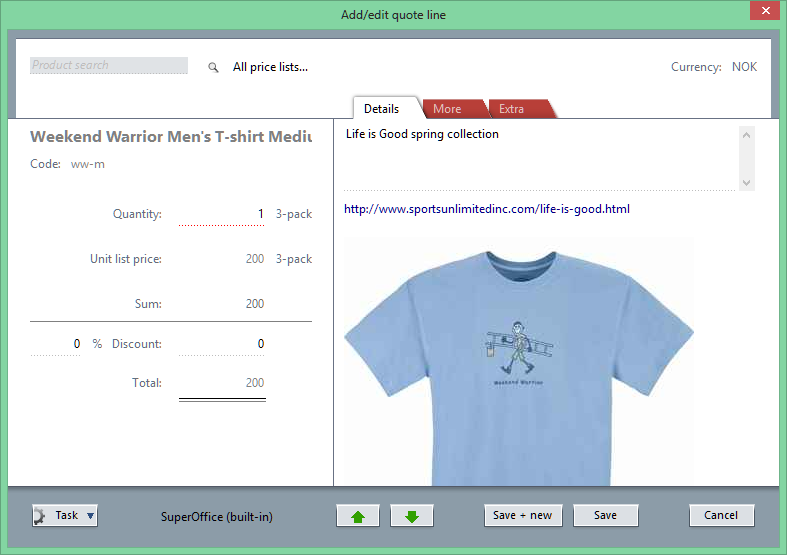 Add/edit quote line
Product search
All price lists...
Currency: NOK
Details
More
Extra
Weekend Warrior Men's T-shirt Mediu
Code: ww-m
Quantity: 1 3-pack
Unit list price: 200 3-pack
Sum: 200
0 % Discount: 0
Total: 200
Life is Good spring collection
http://www.sportsunlimitedinc.com/life-is-good.html
Weekend Warrior
Task
SuperOffice (built-in)
Save + new
Save
Cancel